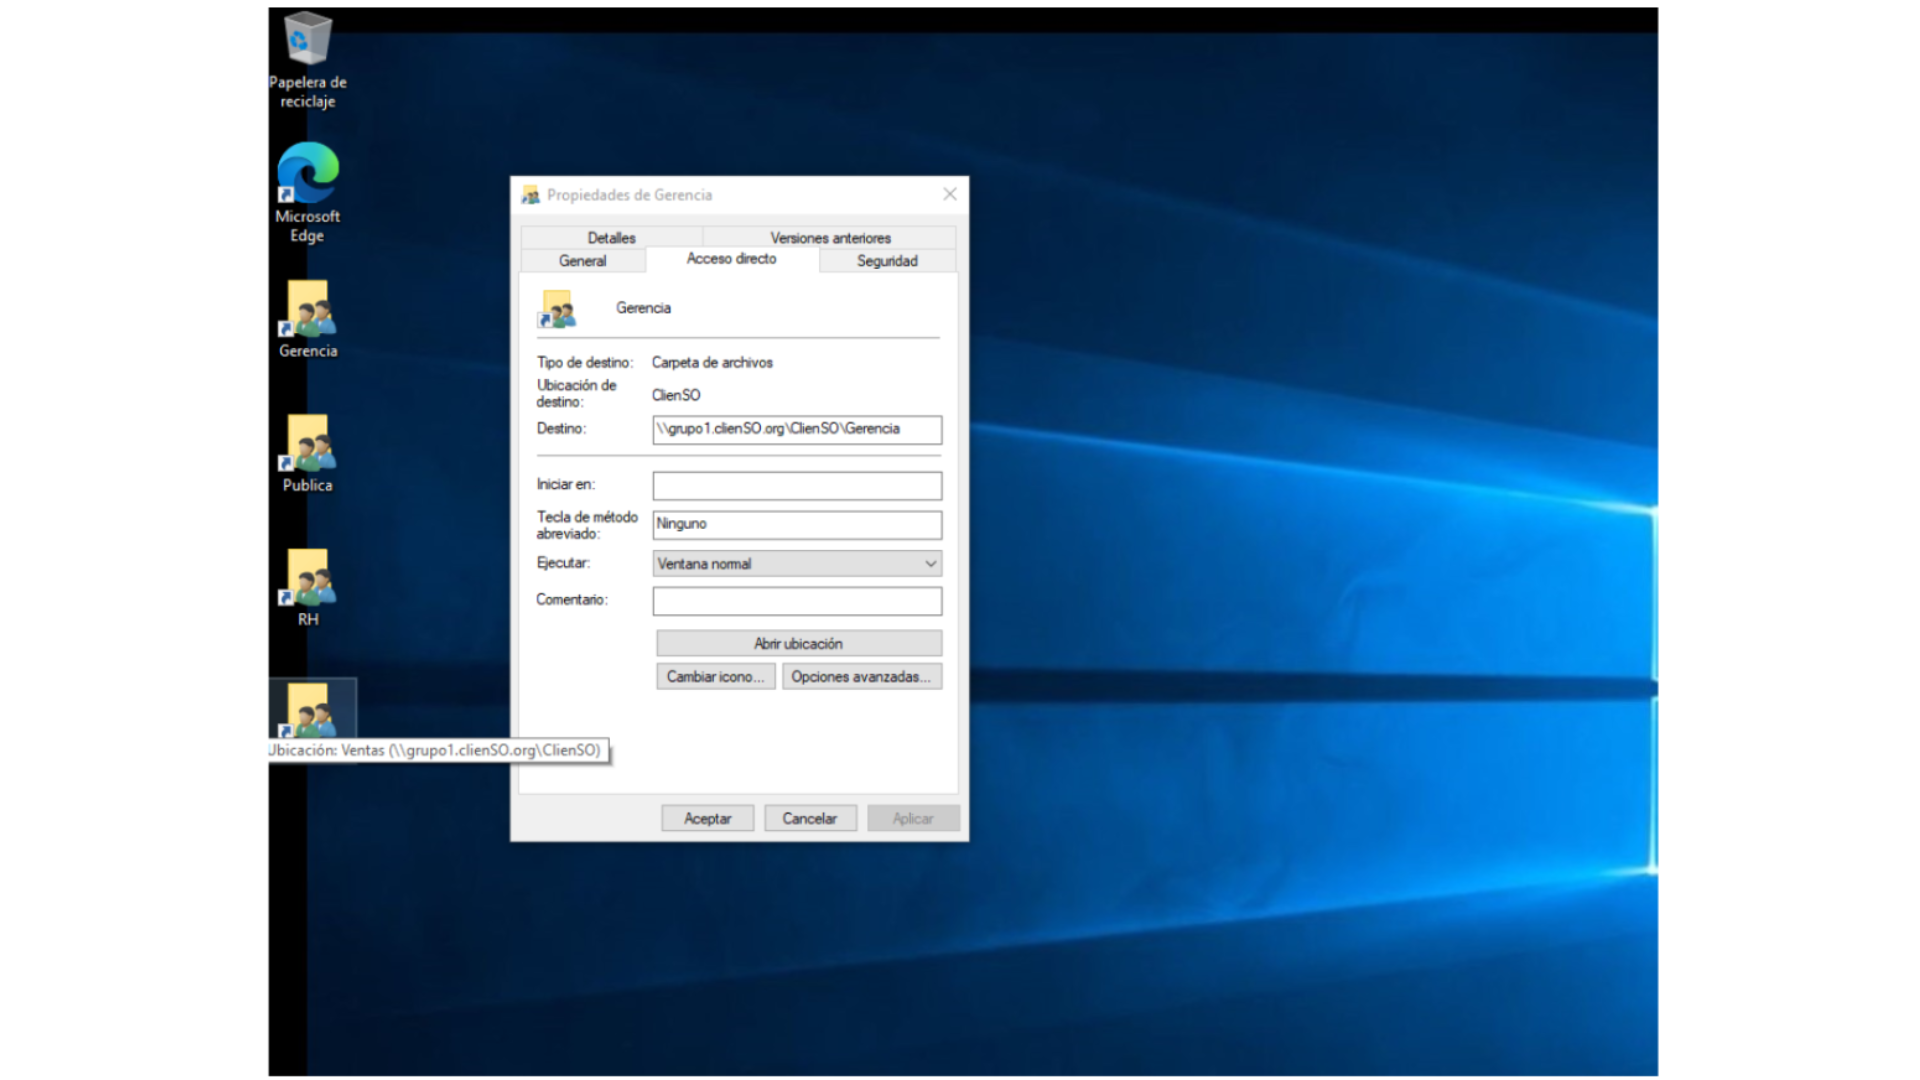 Papelera de
reciclaje
Microsoft
Edge
Gerencia
Publica
RH
Ubicación: Ventas (\\grupo1.clienSO.org\ClienSO)
Propiedades de Gerencia
Detalles
Versiones anteriores
General
Acceso directo
Seguridad
Gerencia
Tipo de destino: Carpeta de archivos
Ubicación de
destino:
ClienSO
Destino: \\grupo1.clienSO.org\ClienSO\Gerencia
Iniciar en:
Tecla de método
abreviado:
Ninguno
Ejecutar: Ventana normal
Comentario:
Abrir ubicación
Cambiar icono... Opciones avanzadas...
Aceptar Cancelar Aplicar